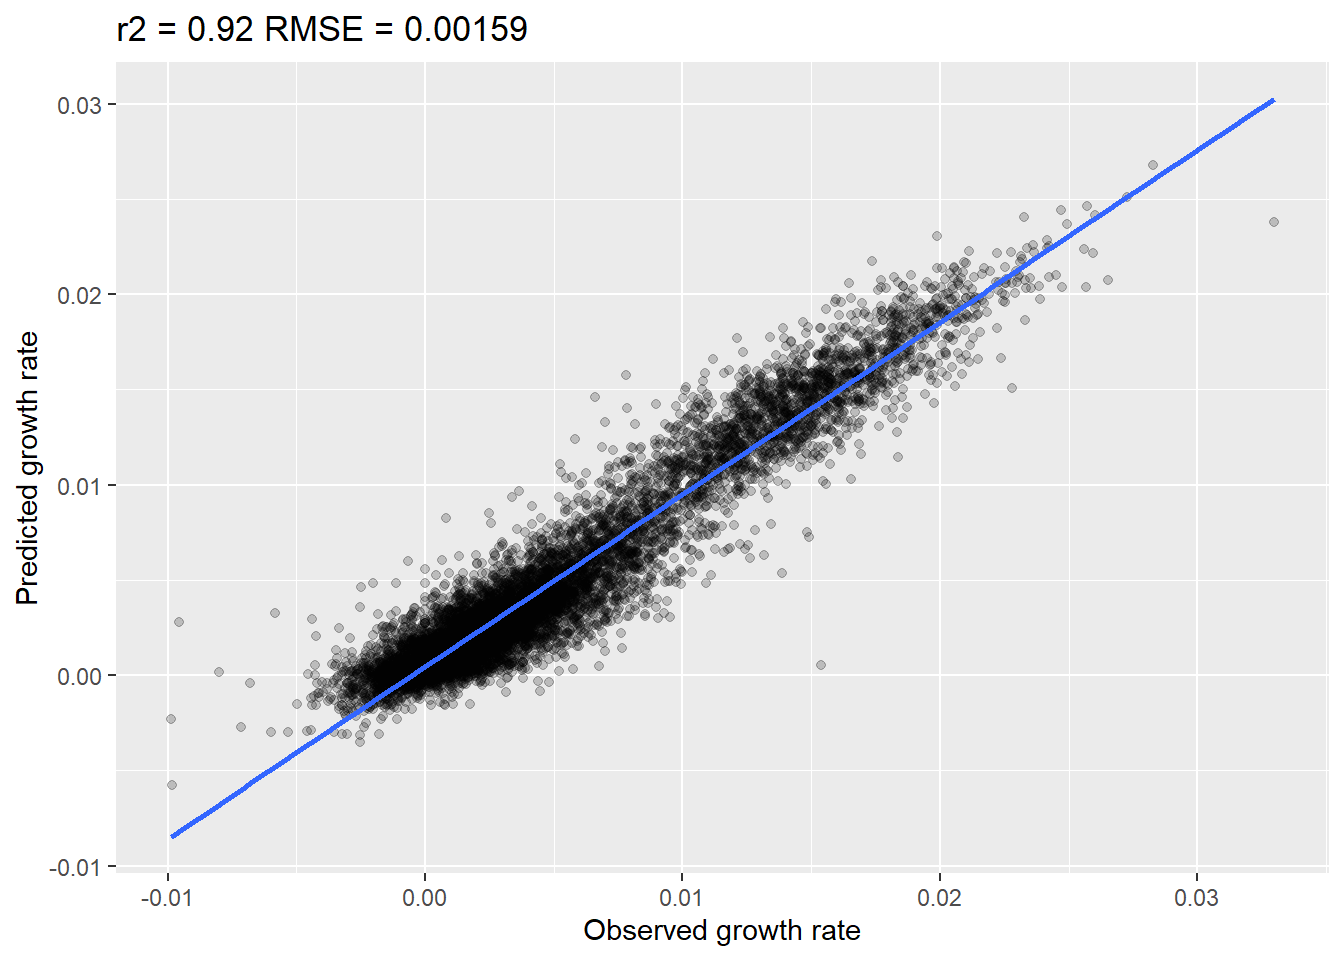 r2 = 0.92 RMSE = 0.00159
0.03
0.02
0.01
0.00
-0.01
Predicted growth rate
-0.01 0.00 0.01 0.02 0.03
Observed growth rate